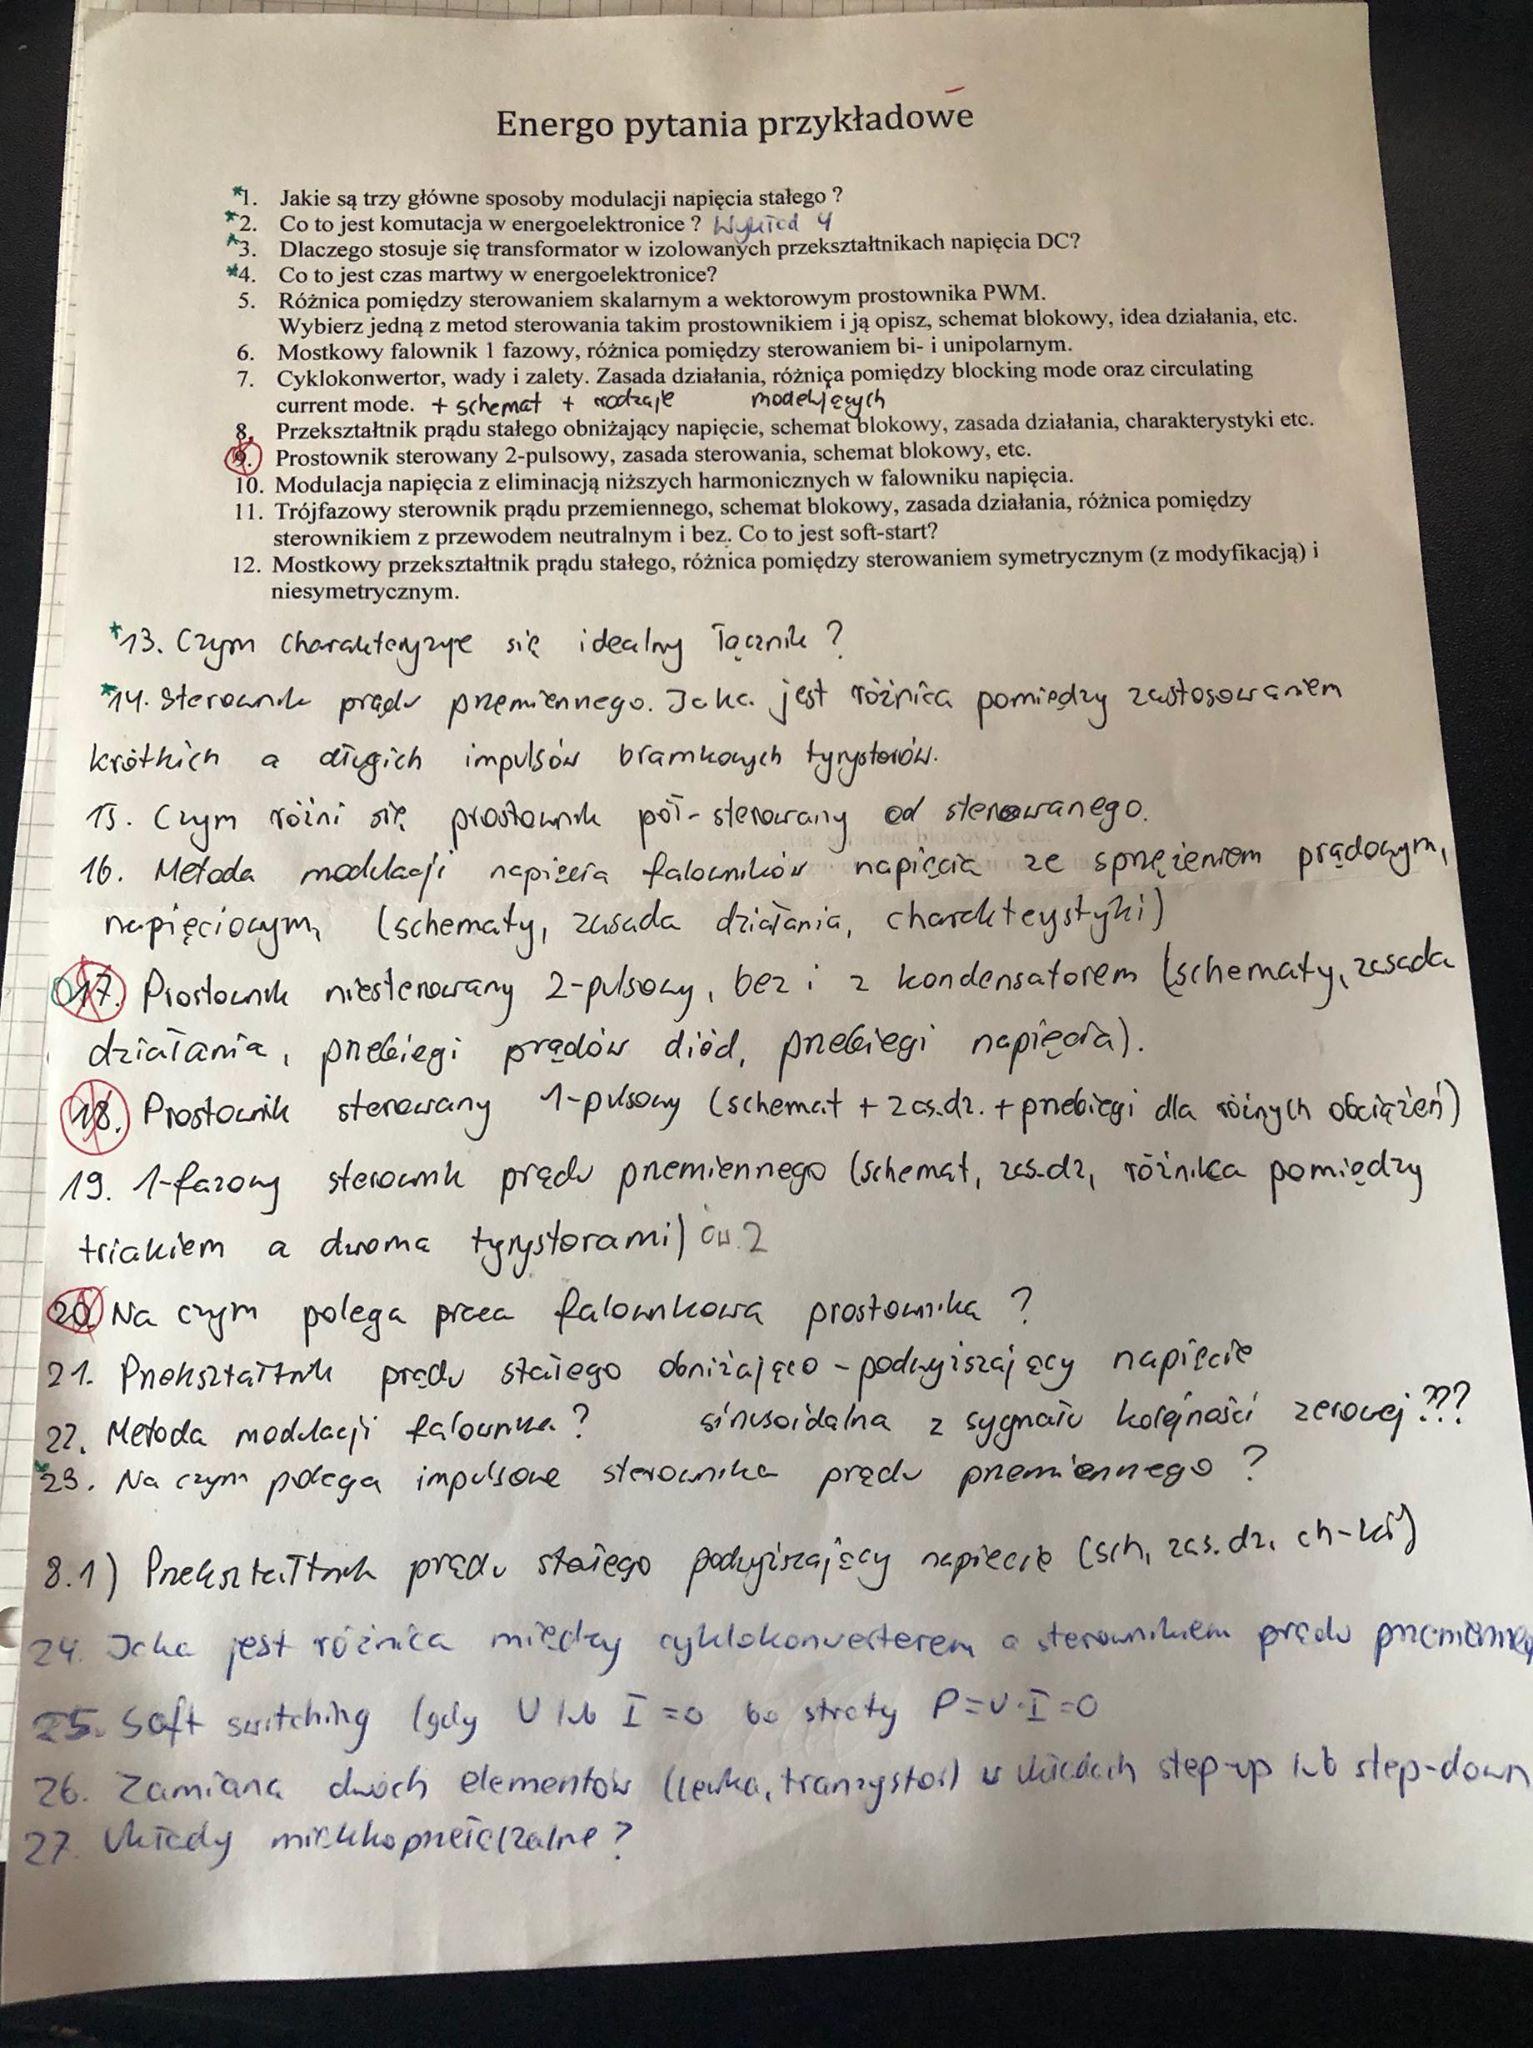 Energo pytania przykładowe
*1. Jakie są trzy główne sposoby modulacji napięcia stałego ?
*2. Co to jest komutacja w energoelektronice ? Wykład 4
*3. Dlaczego stosuje się transformator w izolowanych przekształtnikach napięcia DC?
*4. Co to jest czas martwy w energoelektronice?
5. Różnica pomiędzy sterowaniem skalarnym a wektorowym prostownika PWM.
Wybierz jedną z metod sterowania takim prostownikiem i ją opisz, schemat blokowy, idea działania, etc.
6. Mostkowy falownik 1 fazowy, różnica pomiędzy sterowaniem bi- i unipolarnym.
7. Cyklokonwertor, wady i zalety. Zasada działania, różnica pomiędzy blocking mode oraz circulating
current mode. + schemat + rodzaje modelujących
8. Przekształtnik prądu stałego obniżający napięcie, schemat blokowy, zasada działania, charakterystyki etc.
9. Prostownik sterowany 2-pulsowy, zasada sterowania, schemat blokowy, etc.
10. Modulacja napięcia z eliminacją niższych harmonicznych w falowniku napięcia.
11. Trójfazowy sterownik prądu przemiennego, schemat blokowy, zasada działania, różnica pomiędzy
sterownikiem z przewodem neutralnym i bez. Co to jest soft-start?
12. Mostkowy przekształtnik prądu stałego, różnica pomiędzy sterowaniem symetrycznym (z modyfikacją) i
niesymetrycznym.
*13. Czym charakteryzuje się idealny łącznik ?
*14. Sterownik prądu przemiennego. Jaka jest różnica pomiędzy zastosowaniem
krótkich a długich impulsów bramkowych tyrystorów.
15. Czym różni się prostownik pół-sterowany od sterowanego.
16. Metoda modulacji napięcia falowników napięcia ze sprzężeniem prądowym,
napięciowym (schematy, zasada działania, charakterystyki)
17. Prostownik niesterowany 2-pulsowy, bez i z kondensatorem (schematy, zasada
działania, przebiegi prądów diód, przebiegi napięcia).
18. Prostownik sterowany 1-pulsowy (schemat + zas.dz. + przebiegi dla różnych obciążeń)
19. 1-fazowy sterownik prądu przemiennego (schemat, zas.dz, różnica pomiędzy
triakiem a dwoma tyrystorami) ćw.2
20. Na czym polega praca falownikowa prostownika ?
21. Przekształtnik prądu stałego obniżająco-podwyższający napięcie
22. Metoda modulacji falownika ? sinusoidalna z sygnału kolejności zerowej ???
*23. Na czym polega impulsowe sterownika prądu przemiennego ?
8.1) Przekształtnik prądu stałego podwyższający napięcie (sch, zas.dz. ch-ki)
24. Jaka jest różnica między cyklokonverterem a sterownikiem prądu
25. Soft switching (gdy U lub I = 0 bo straty P=U·I=0
26. Zamiana dwóch elementów (cewka, tranzystor) w układach step-up lub step-down
27. Układy miękkoprzełączalne ?